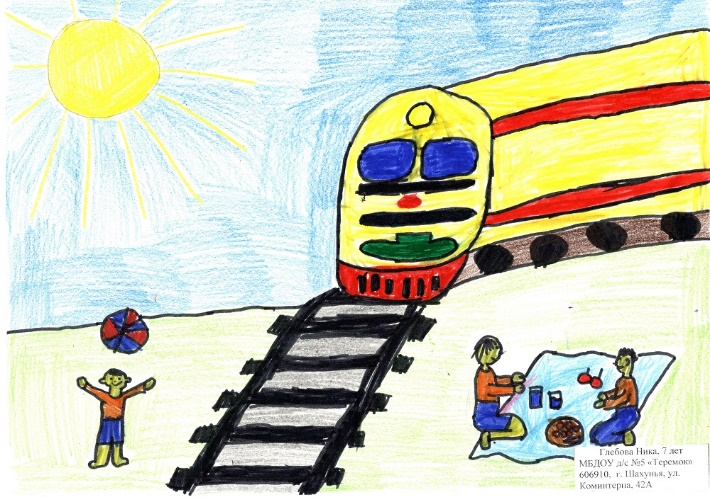 Глебова Ника, 7 лет
МБДОУ д/с №5 «Теремок»
606910, г. Шахунья, ул.
Коминтерна, 42А